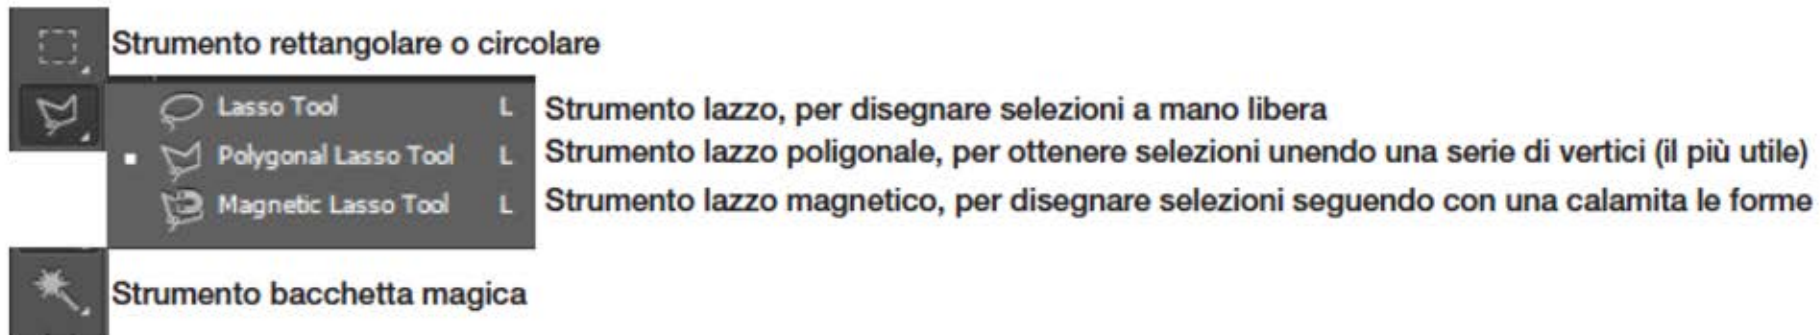 Strumento rettangolare o circolare
Lasso Tool L Strumento lazzo, per disegnare selezioni a mano libera
Polygonal Lasso Tool L Strumento lazzo poligonale, per ottenere selezioni unendo una serie di vertici (il più utile)
Magnetic Lasso Tool L Strumento lazzo magnetico, per disegnare selezioni seguendo con una calamita le forme
Strumento bacchetta magica